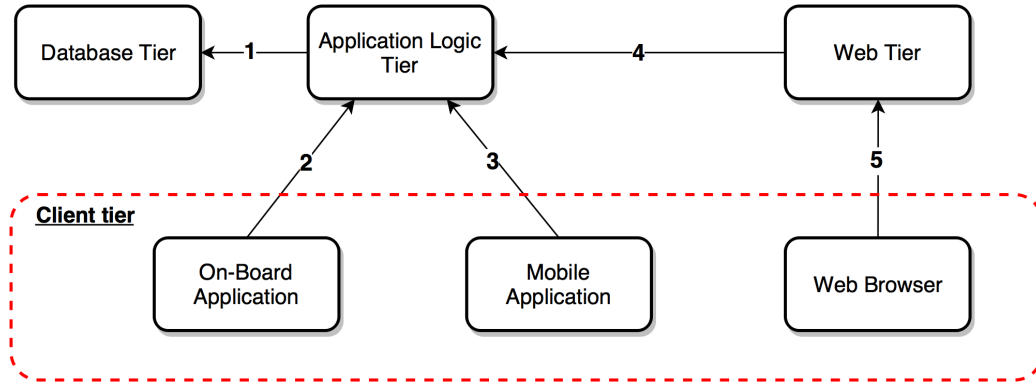 Database Tier
1
Application Logic
Tier
4
Web Tier
2
3
5
Client tier
On-Board
Application
Mobile
Application
Web Browser